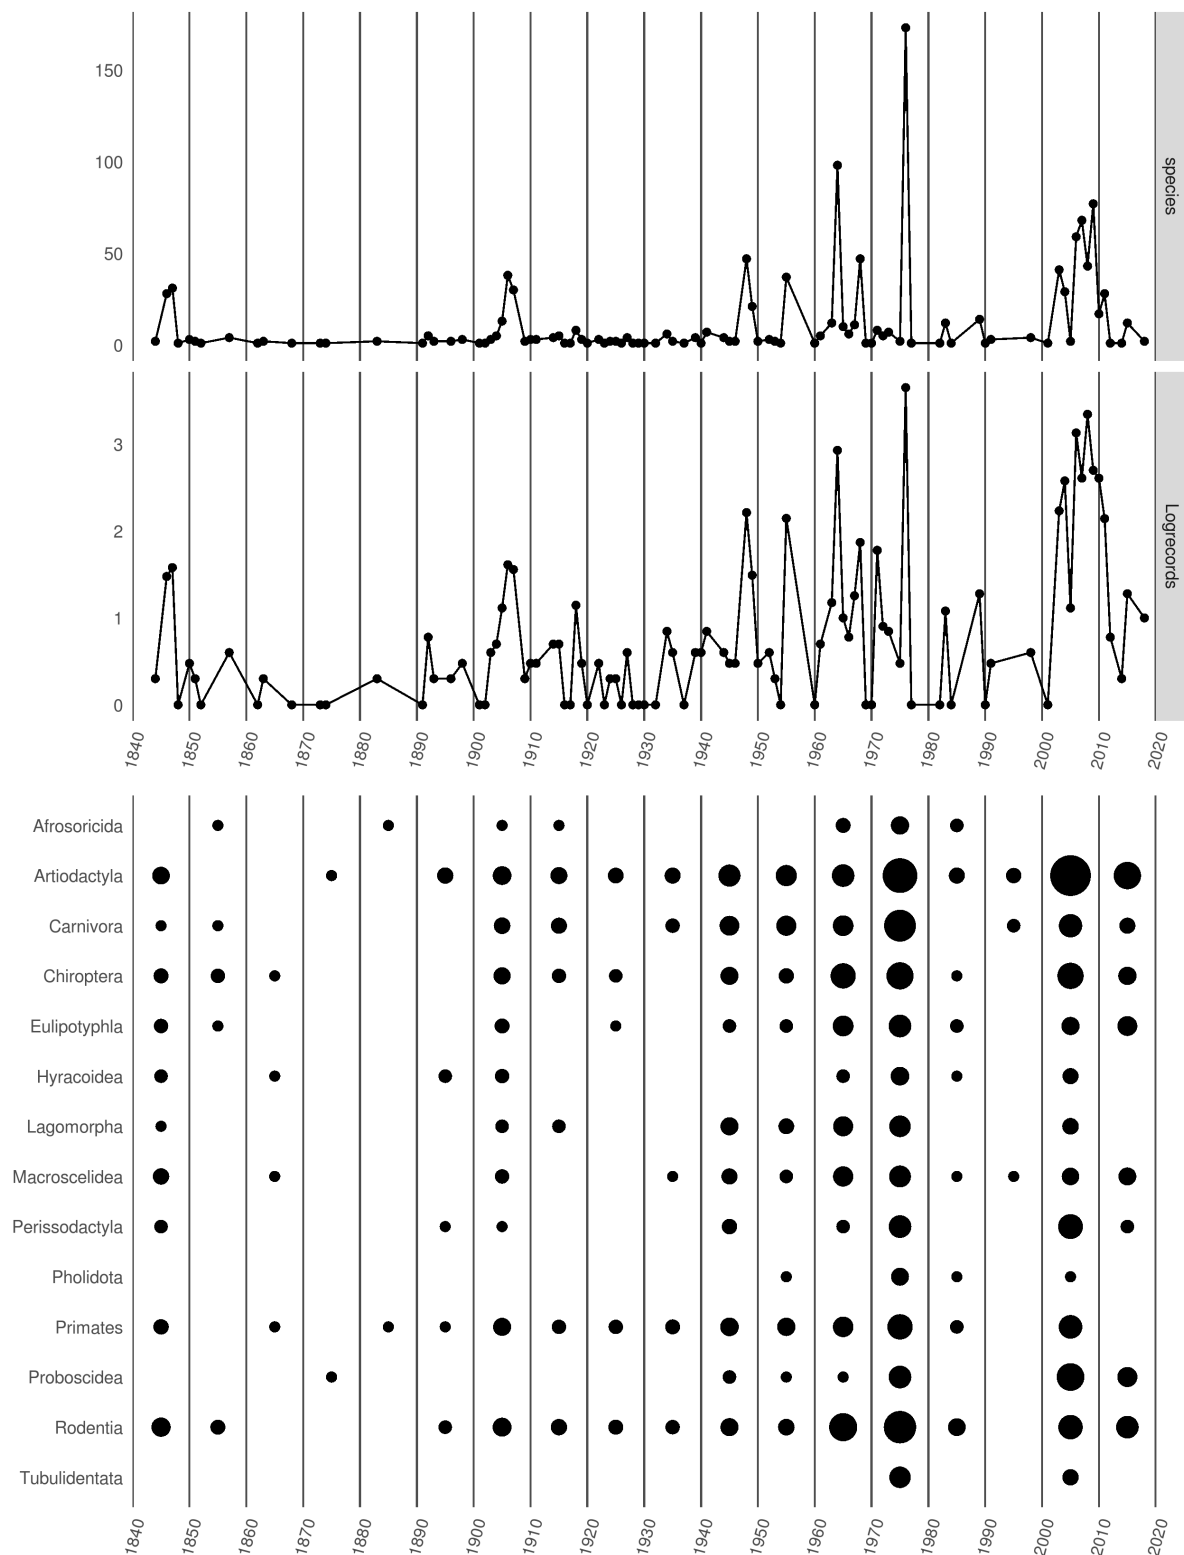 150
100
50
0
species
3
2
1
0
Logrecords
1840 1850 1860 1870 1880 1890 1900 1910 1920 1930 1940 1950 1960 1970 1980 1990 2000 2010 2020
Afrosoricida
Artiodactyla
Carnivora
Chiroptera
Eulipotyphla
Hyracoidea
Lagomorpha
Macroscelidea
Perissodactyla
Pholidota
Primates
Proboscidea
Rodentia
Tubulidentata
1840 1850 1860 1870 1880 1890 1900 1910 1920 1930 1940 1950 1960 1970 1980 1990 2000 2010 2020